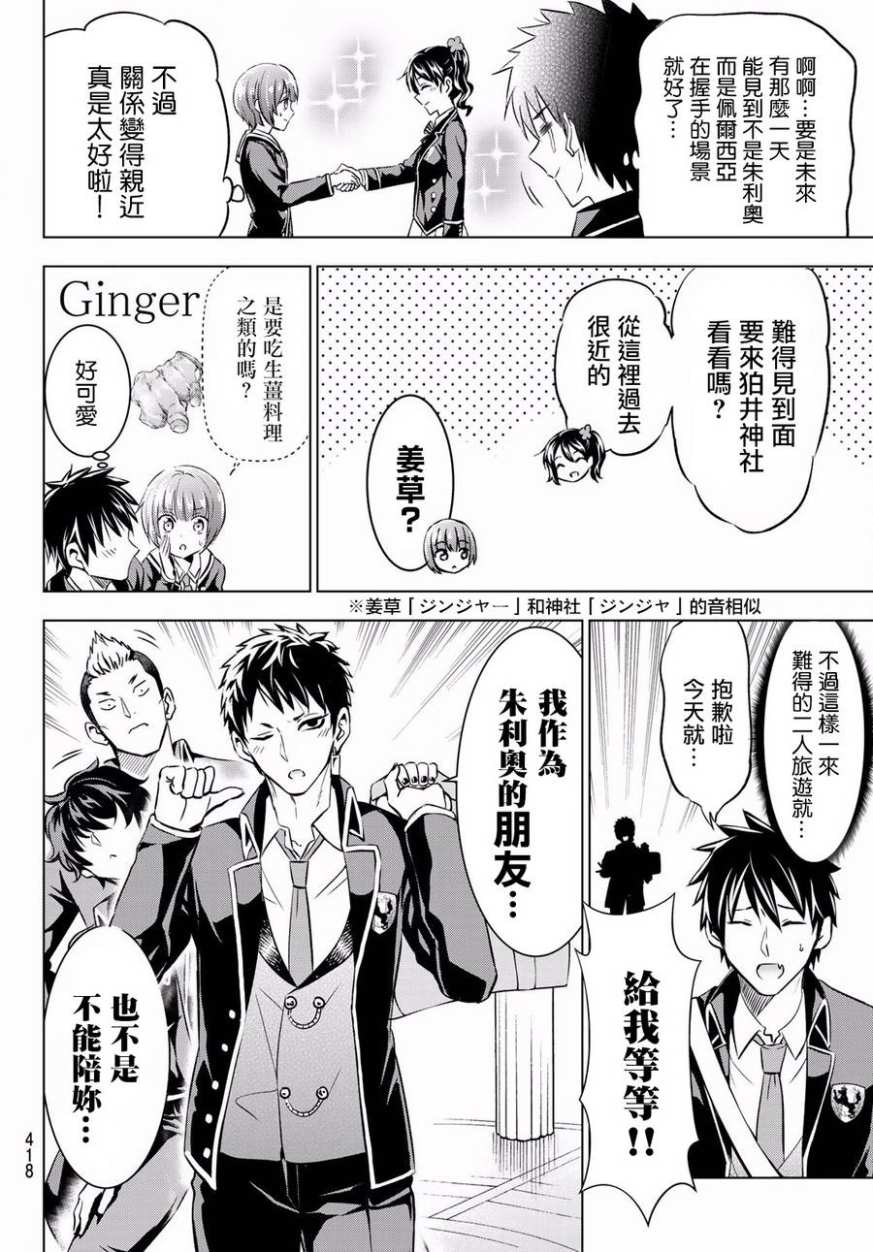 啊啊…要是未來
有那麼一天
能見到不是朱利奧
而是佩爾西亞
在握手的場景
就好了…
不過
關係變得親近
真是太好啦！
難得見到面
要來狛井神社
看看嗎？
從這裡過去
很近的
姜草？
是要吃生薑料理
之類的嗎？
Ginger
好可愛
※姜草「ジンジャー」和神社「ジンジャ」的音相似
不過這樣一來
難得的二人旅遊就…
抱歉啦
今天就…
給我等等!!
我作為
朱利奧的朋友…
也不是
不能陪妳…
418